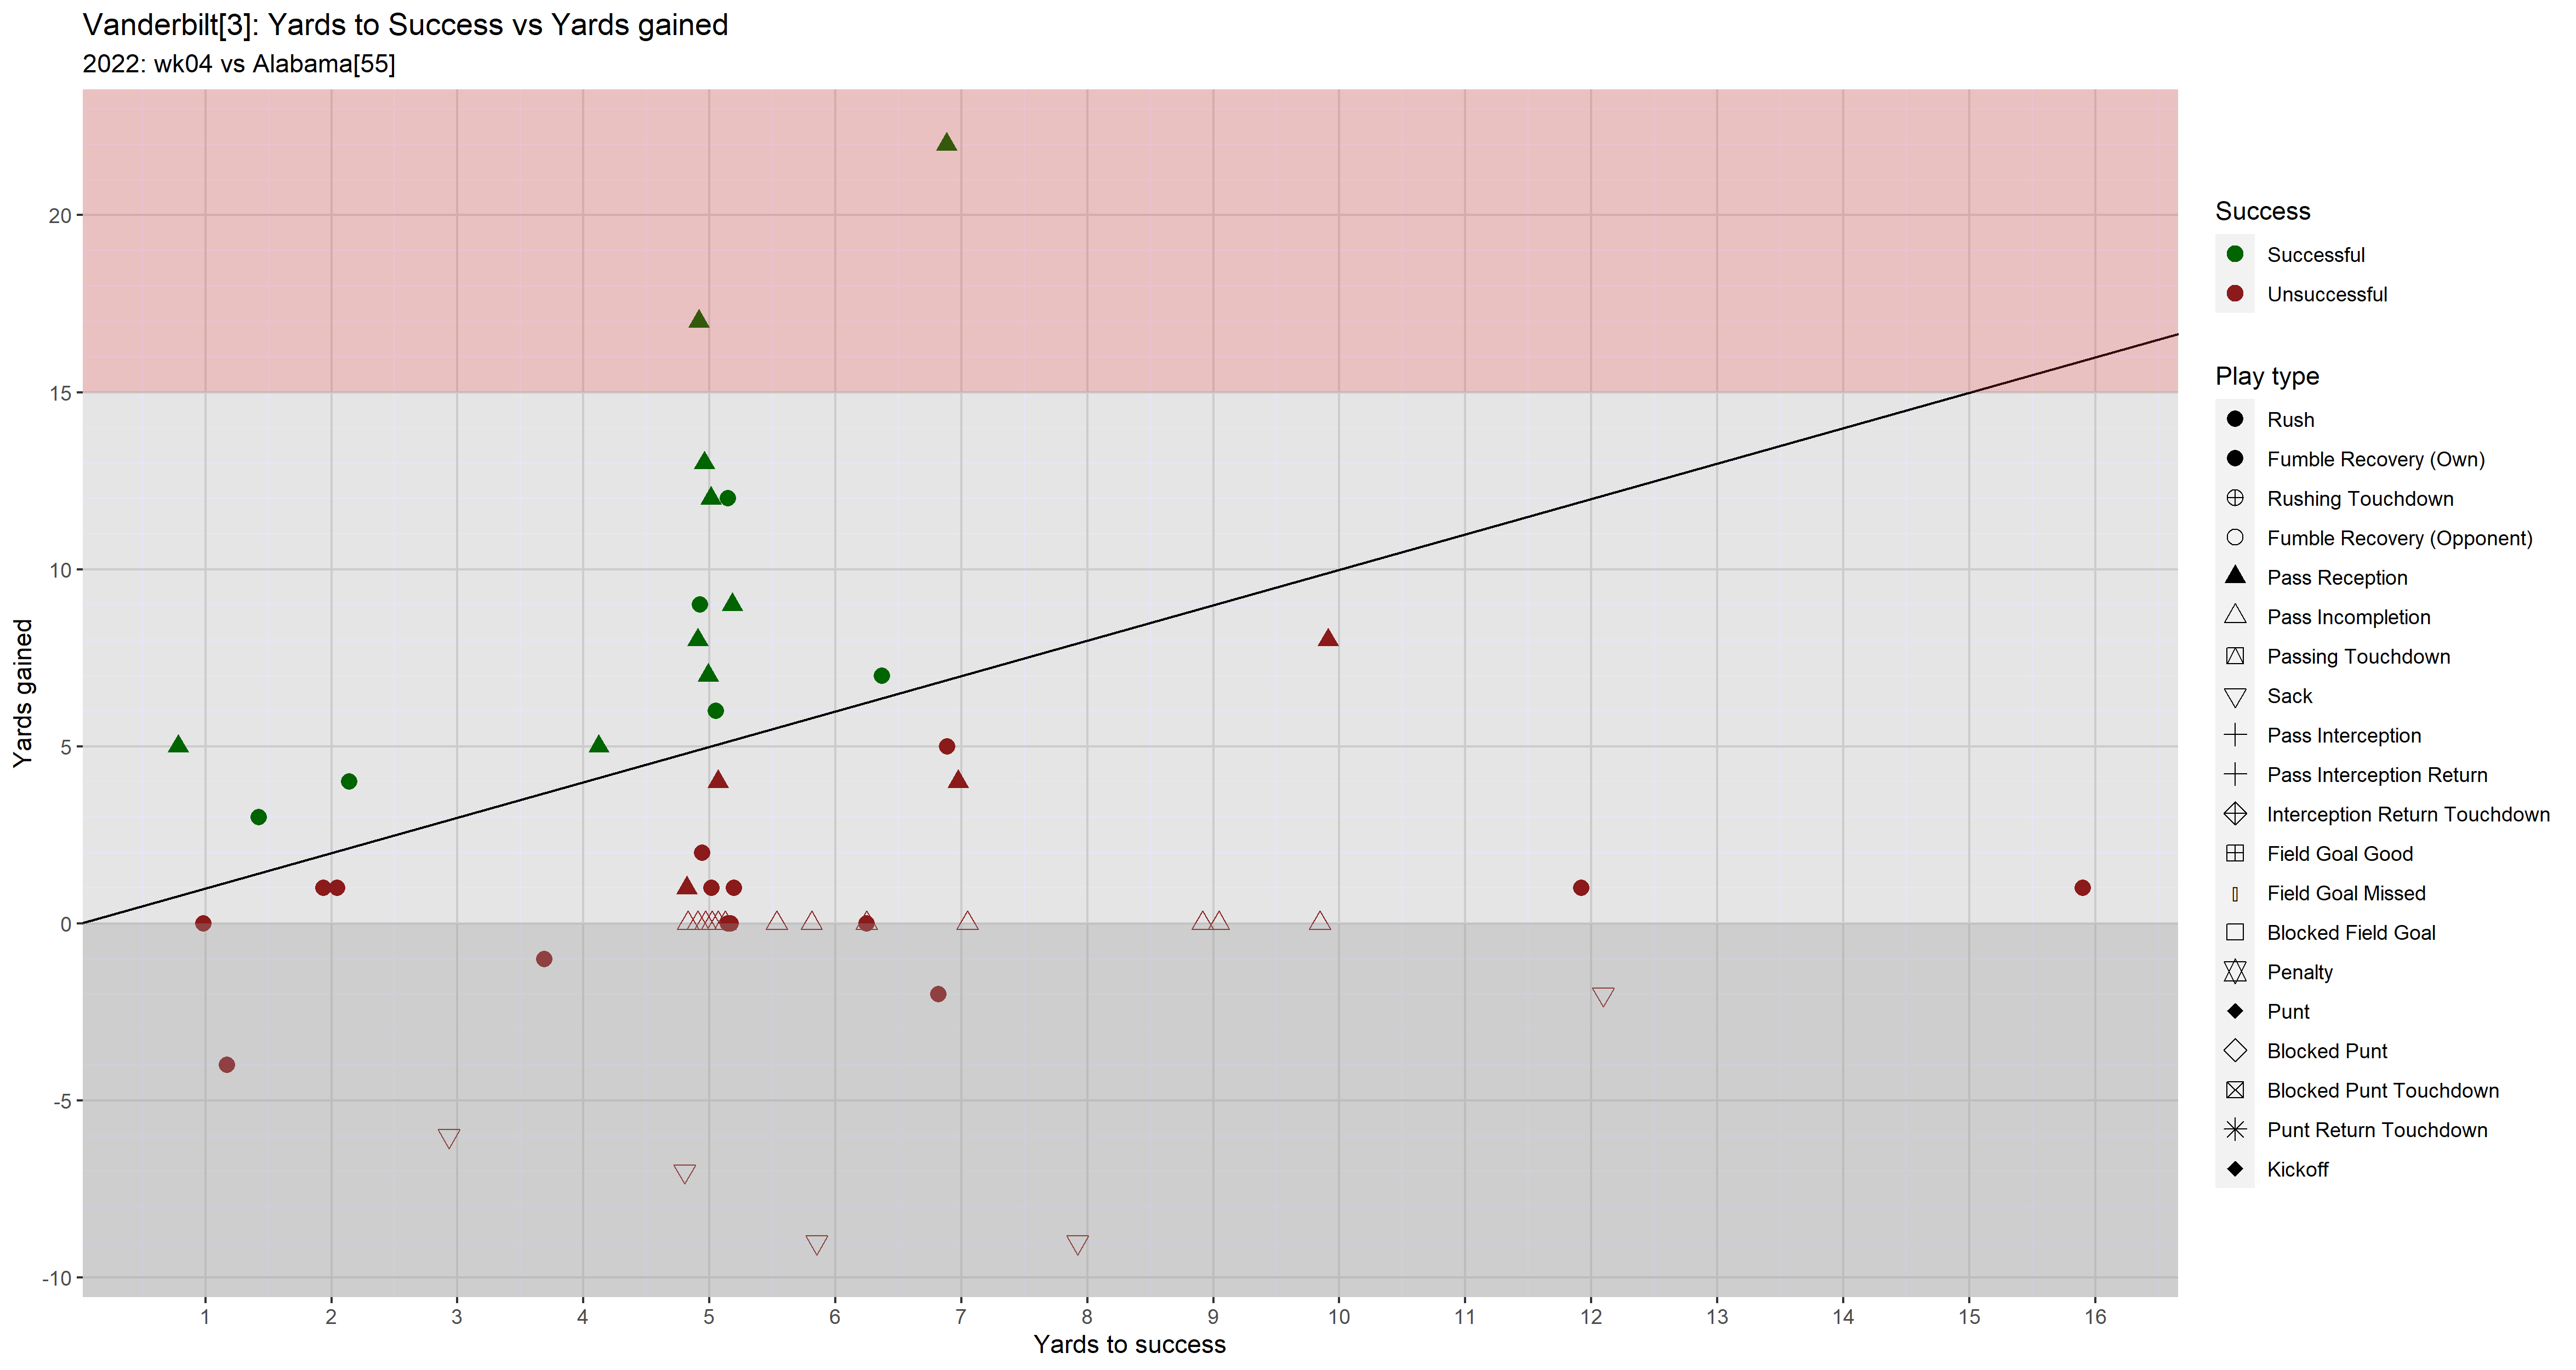 Vanderbilt[3]: Yards to Success vs Yards gained
2022: wk04 vs Alabama[55]
Yards gained
20
15
10
5
0
-5
-10
1 2 3 4 5 6 7 8 9 10 11 12 13 14 15 16
Yards to success
Success
Successful
Unsuccessful
Play type
Rush
Fumble Recovery (Own)
Rushing Touchdown
Fumble Recovery (Opponent)
Pass Reception
Pass Incompletion
Passing Touchdown
Sack
Pass Interception
Pass Interception Return
Interception Return Touchdown
Field Goal Good
Field Goal Missed
Blocked Field Goal
Penalty
Punt
Blocked Punt
Blocked Punt Touchdown
Punt Return Touchdown
Kickoff